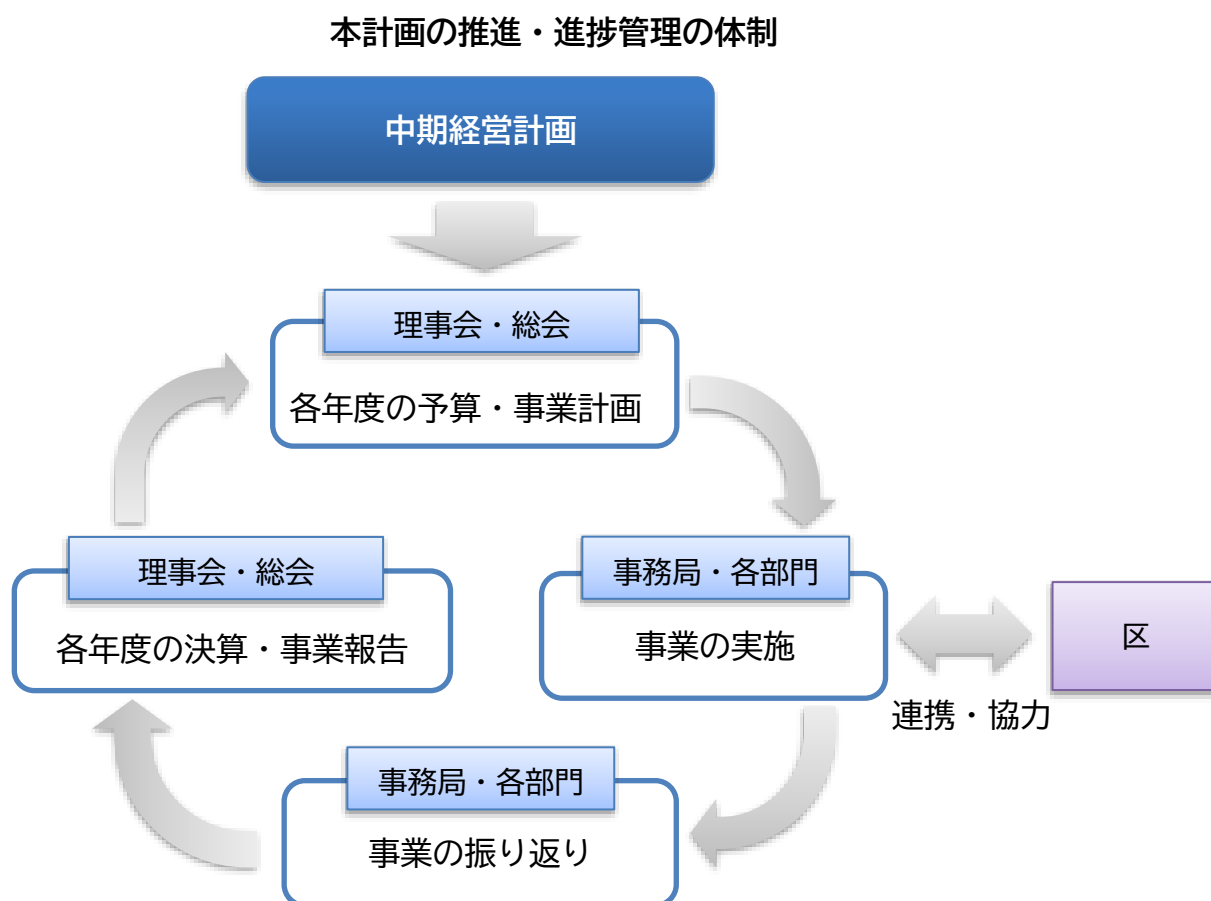 本計画の推進・進捗管理の体制
中期経営計画
理事会・総会
各年度の予算・事業計画
理事会・総会
各年度の決算・事業報告
事務局・各部門
事業の実施
区
連携・協力
事務局・各部門
事業の振り返り